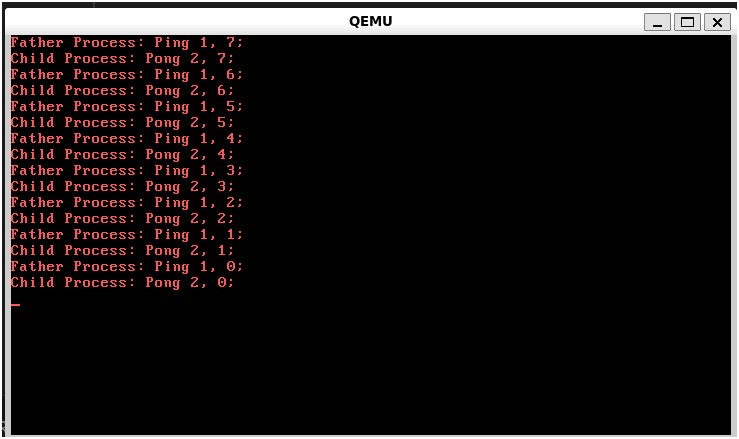 QEMU
Father Process: Ping 1, 7;
Child Process: Pong 2, 7;
Father Process: Ping 1, 6;
Child Process: Pong 2, 6;
Father Process: Ping 1, 5;
Child Process: Pong 2, 5;
Father Process: Ping 1, 4;
Child Process: Pong 2, 4;
Father Process: Ping 1, 3;
Child Process: Pong 2, 3;
Father Process: Ping 1, 2;
Child Process: Pong 2, 2;
Father Process: Ping 1, 1;
Child Process: Pong 2, 1;
Father Process: Ping 1, 0;
Child Process: Pong 2, 0;